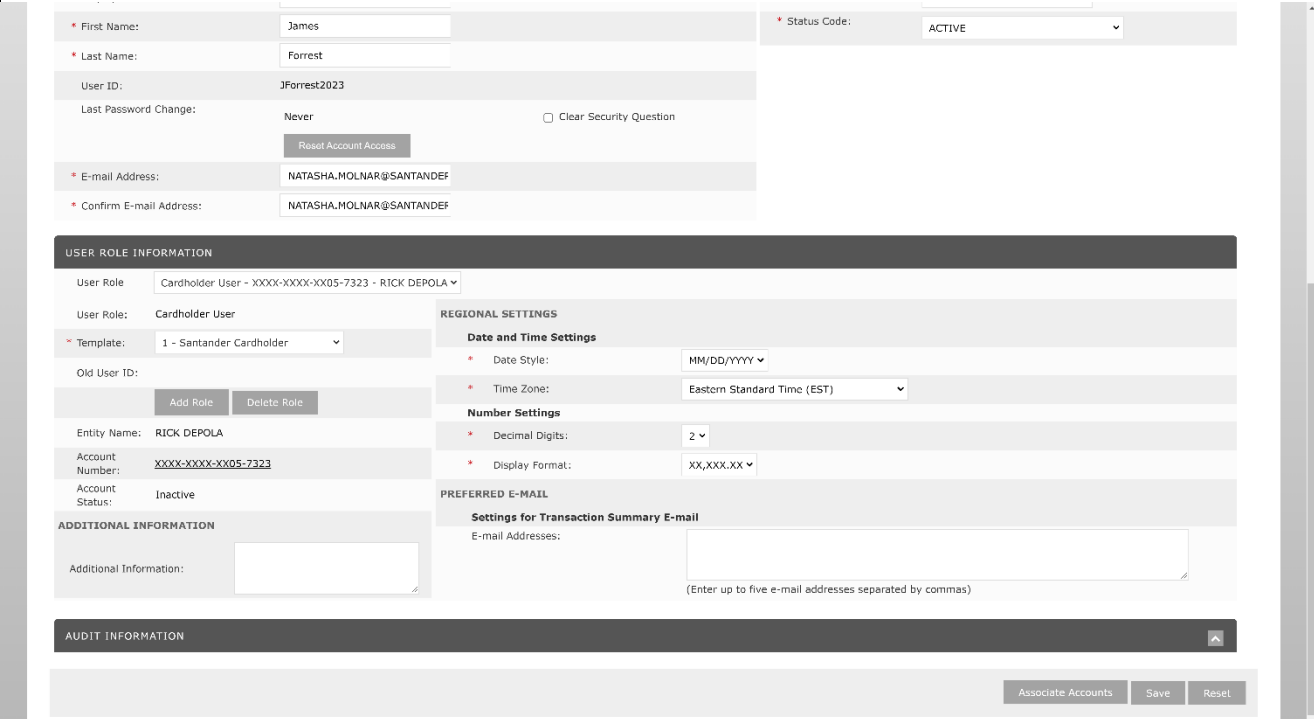 * First Name: James
* Status Code: ACTIVE
* Last Name: Forrest
User ID: JForrest2023
Last Password Change: Never
Clear Security Question
Reset Account Access
* E-mail Address: NATASHA.MOLNAR@SANTANDER
* Confirm E-mail Address: NATASHA.MOLNAR@SANTANDER
USER ROLE INFORMATION
User Role Cardholder User - XXXX-XXXX-XX05-7323 - RICK DEPOLA
User Role: Cardholder User
* Template: 1 - Santander Cardholder
Old User ID:
Add Role Delete Role
Entity Name: RICK DEPOLA
Account Number: XXXX-XXXX-XX05-7323
Account Status: Inactive
ADDITIONAL INFORMATION
Additional Information:
REGIONAL SETTINGS
Date and Time Settings
* Date Style: MM/DD/YYYY
* Time Zone: Eastern Standard Time (EST)
Number Settings
* Decimal Digits: 2
* Display Format: XX,XXX.XX
PREFERRED E-MAIL
Settings for Transaction Summary E-mail
E-mail Addresses:
(Enter up to five e-mail addresses separated by commas)
AUDIT INFORMATION
Associate Accounts Save Reset